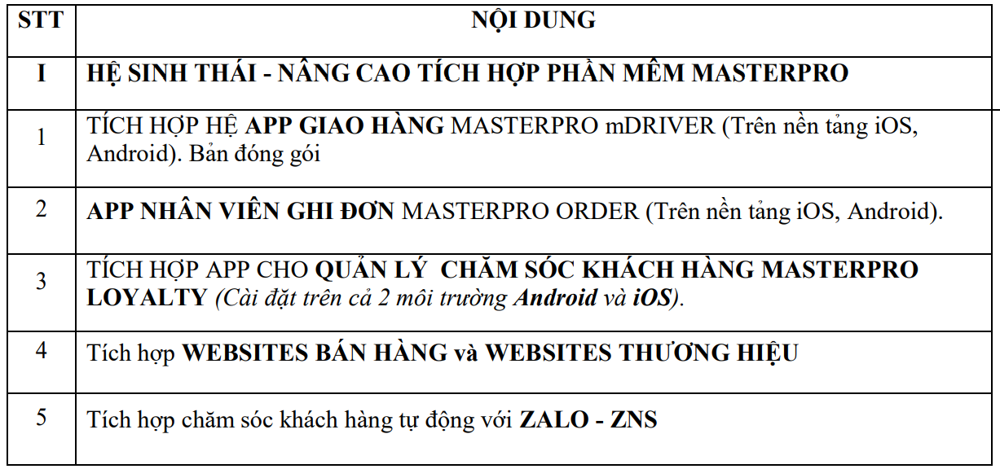 STT NỘI DUNG
I HỆ SINH THÁI - NÂNG CAO TÍCH HỢP PHẦN MỀM MASTERPRO
1 TÍCH HỢP HỆ APP GIAO HÀNG MASTERPRO mDRIVER (Trên nền tảng iOS,
Android). Bản đóng gói
2 APP NHÂN VIÊN GHI ĐƠN MASTERPRO ORDER (Trên nền tảng iOS, Android).
3 TÍCH HỢP APP CHO QUẢN LÝ CHĂM SÓC KHÁCH HÀNG MASTERPRO
LOYALTY (Cài đặt trên cả 2 môi trường Android và iOS).
4 Tích hợp WEBSITES BÁN HÀNG và WEBSITES THƯƠNG HIỆU
5 Tích hợp chăm sóc khách hàng tự động với ZALO - ZNS